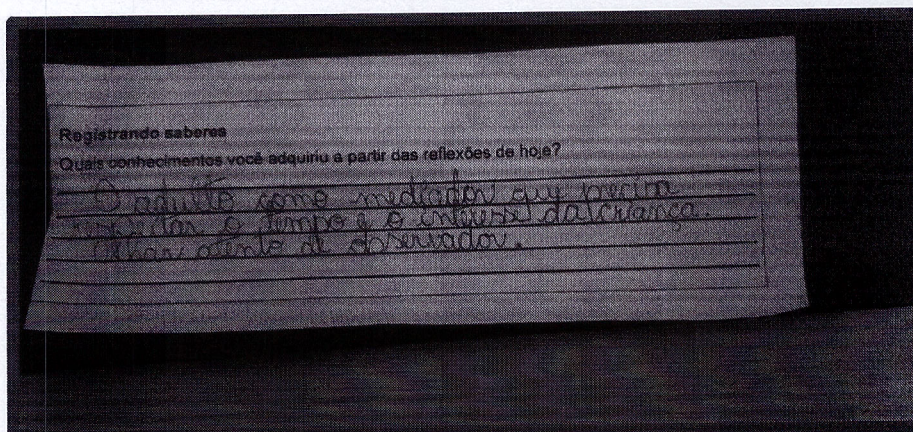 Registrando saberes
Quais conhecimentos você adquiriu a partir das reflexões de hoje?
O adulto como mediador que precisa
respeitar o tempo e o interesse da criança.
Olhar atento de observador.